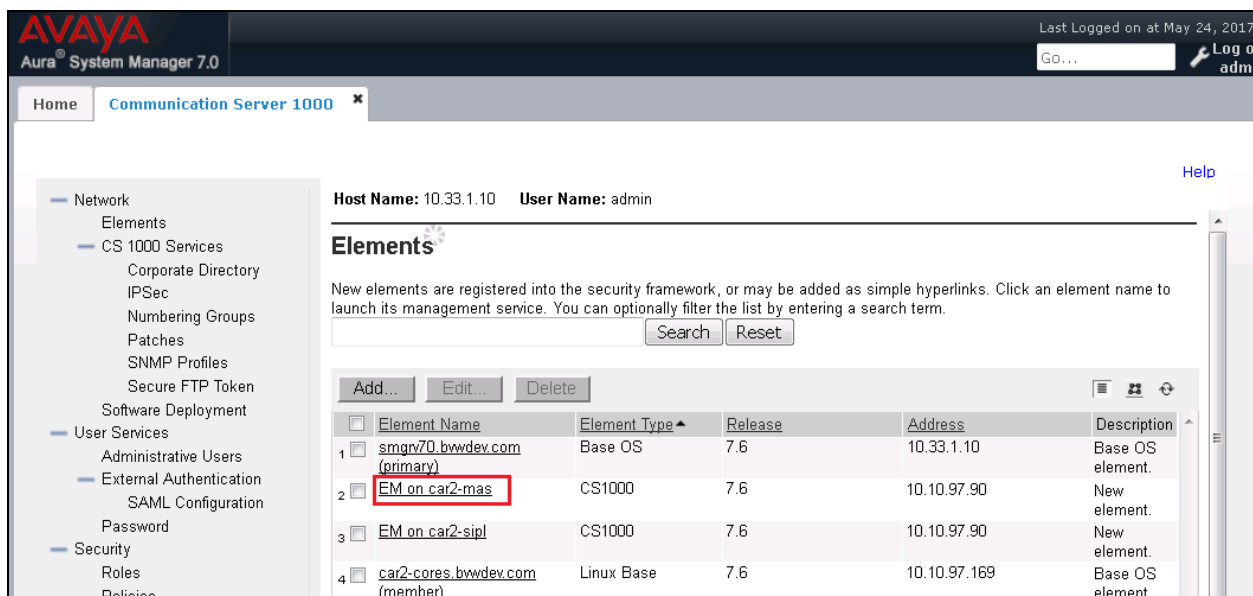 AVAYA
Aura® System Manager 7.0
Last Logged on at May 24, 2017
Go...
Log o
adm
Home
Communication Server 1000 ×
Help
Network
Elements
CS 1000 Services
Corporate Directory
IPSec
Numbering Groups
Patches
SNMP Profiles
Secure FTP Token
Software Deployment
User Services
Administrative Users
External Authentication
SAML Configuration
Password
Security
Roles
Policies
Host Name: 10.33.1.10 User Name: admin
Elements
New elements are registered into the security framework, or may be added as simple hyperlinks. Click an element name to
launch its management service. You can optionally filter the list by entering a search term.
Search Reset
Add... Edit... Delete
Element Name Element Type Release Address Description
1 smgrv70.bvwdev.com (primary) Base OS 7.6 10.33.1.10 Base OS element.
2 EM on car2-mas CS1000 7.6 10.10.97.90 New element.
3 EM on car2-sipl CS1000 7.6 10.10.97.90 New element.
4 car2-cores.bvwdev.com (member) Linux Base 7.6 10.10.97.169 Base OS element.